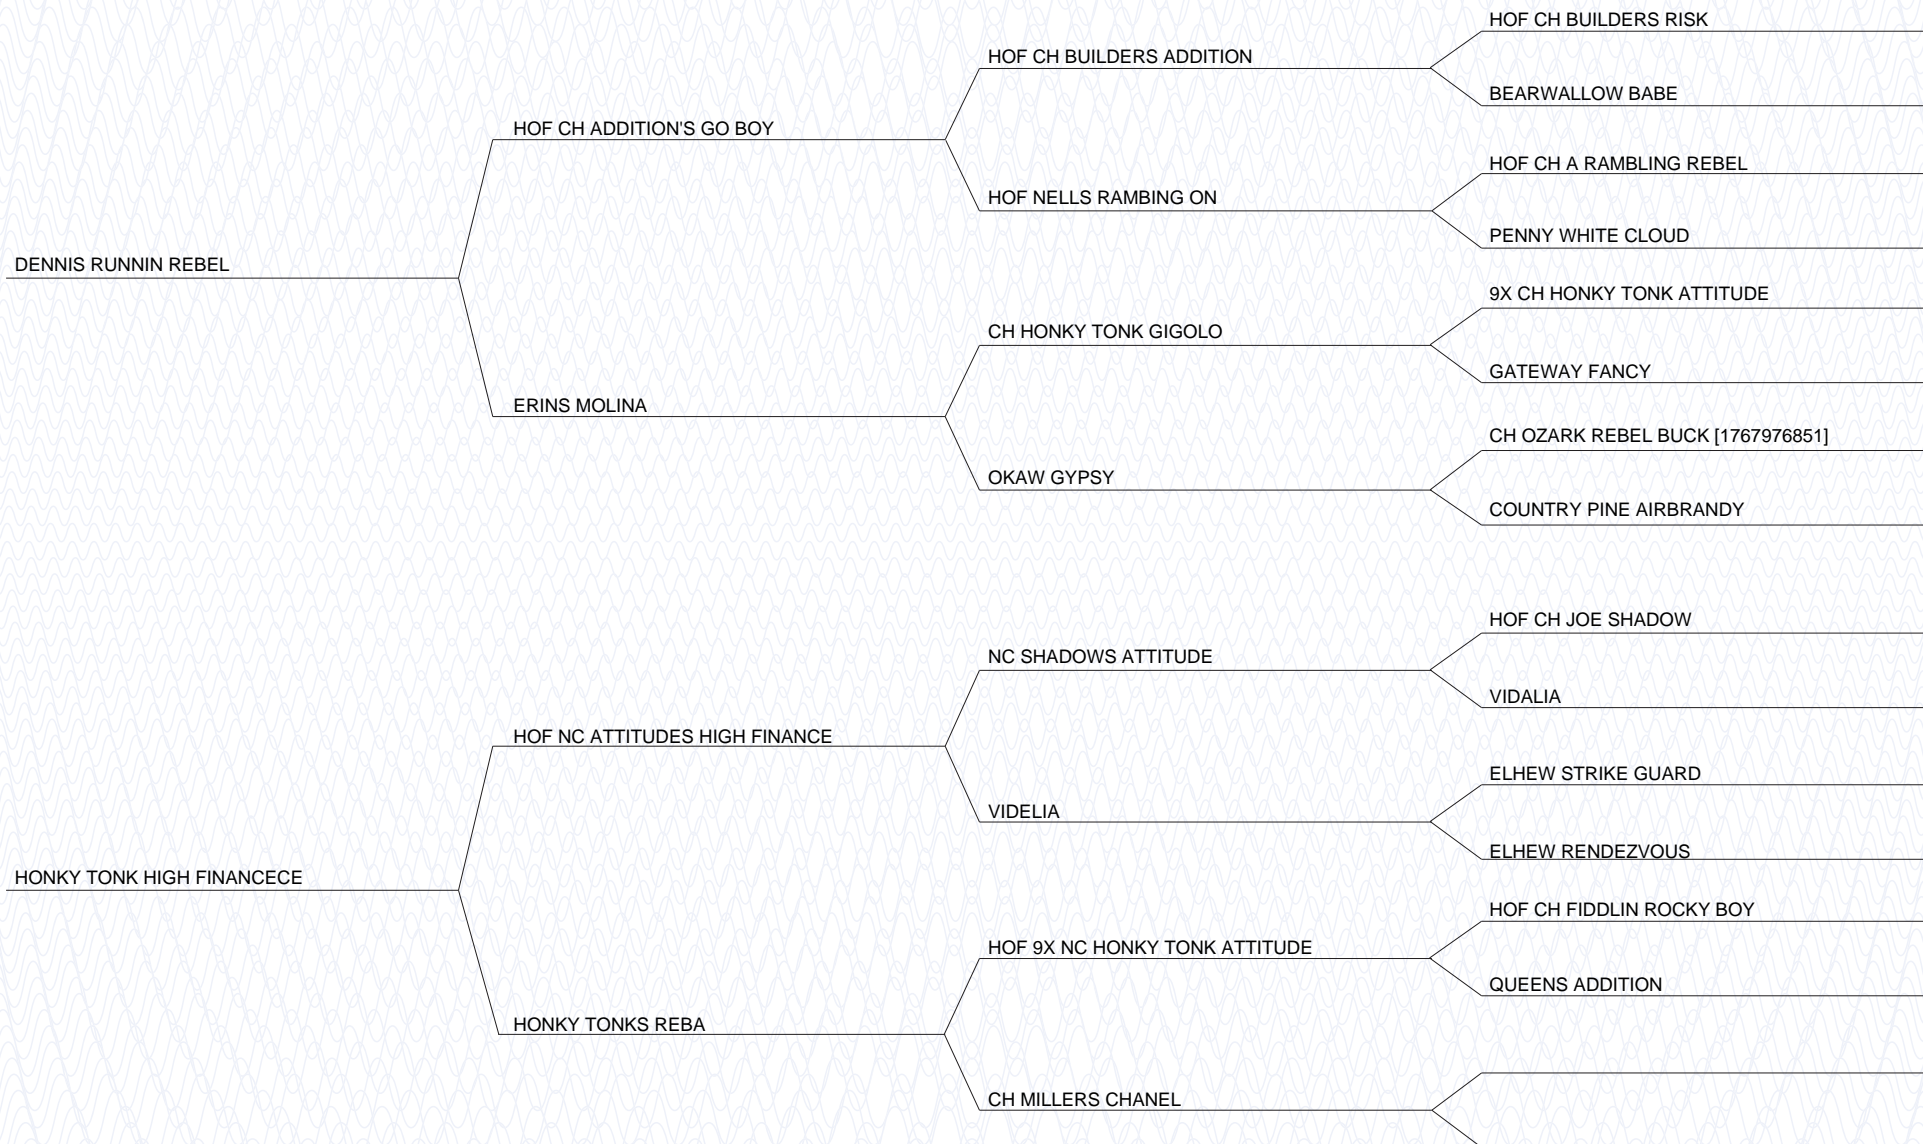 HOF CH BUILDERS RISK
HOF CH BUILDERS ADDITION
BEARWALLOW BABE
HOF CH ADDITION'S GO BOY
HOF CH A RAMBLING REBEL
HOF NELLS RAMBING ON
PENNY WHITE CLOUD
DENNIS RUNNIN REBEL
9X CH HONKY TONK ATTITUDE
CH HONKY TONK GIGOLO
GATEWAY FANCY
ERINS MOLINA
CH OZARK REBEL BUCK [1767976851]
OKAW GYPSY
COUNTRY PINE AIRBRANDY
HOF CH JOE SHADOW
NC SHADOWS ATTITUDE
VIDALIA
HOF NC ATTITUDES HIGH FINANCE
ELHEW STRIKE GUARD
VIDELIA
ELHEW RENDEZVOUS
HONKY TONK HIGH FINANCECE
HOF CH FIDDLIN ROCKY BOY
HOF 9X NC HONKY TONK ATTITUDE
QUEENS ADDITION
HONKY TONKS REBA
CH MILLERS CHANEL